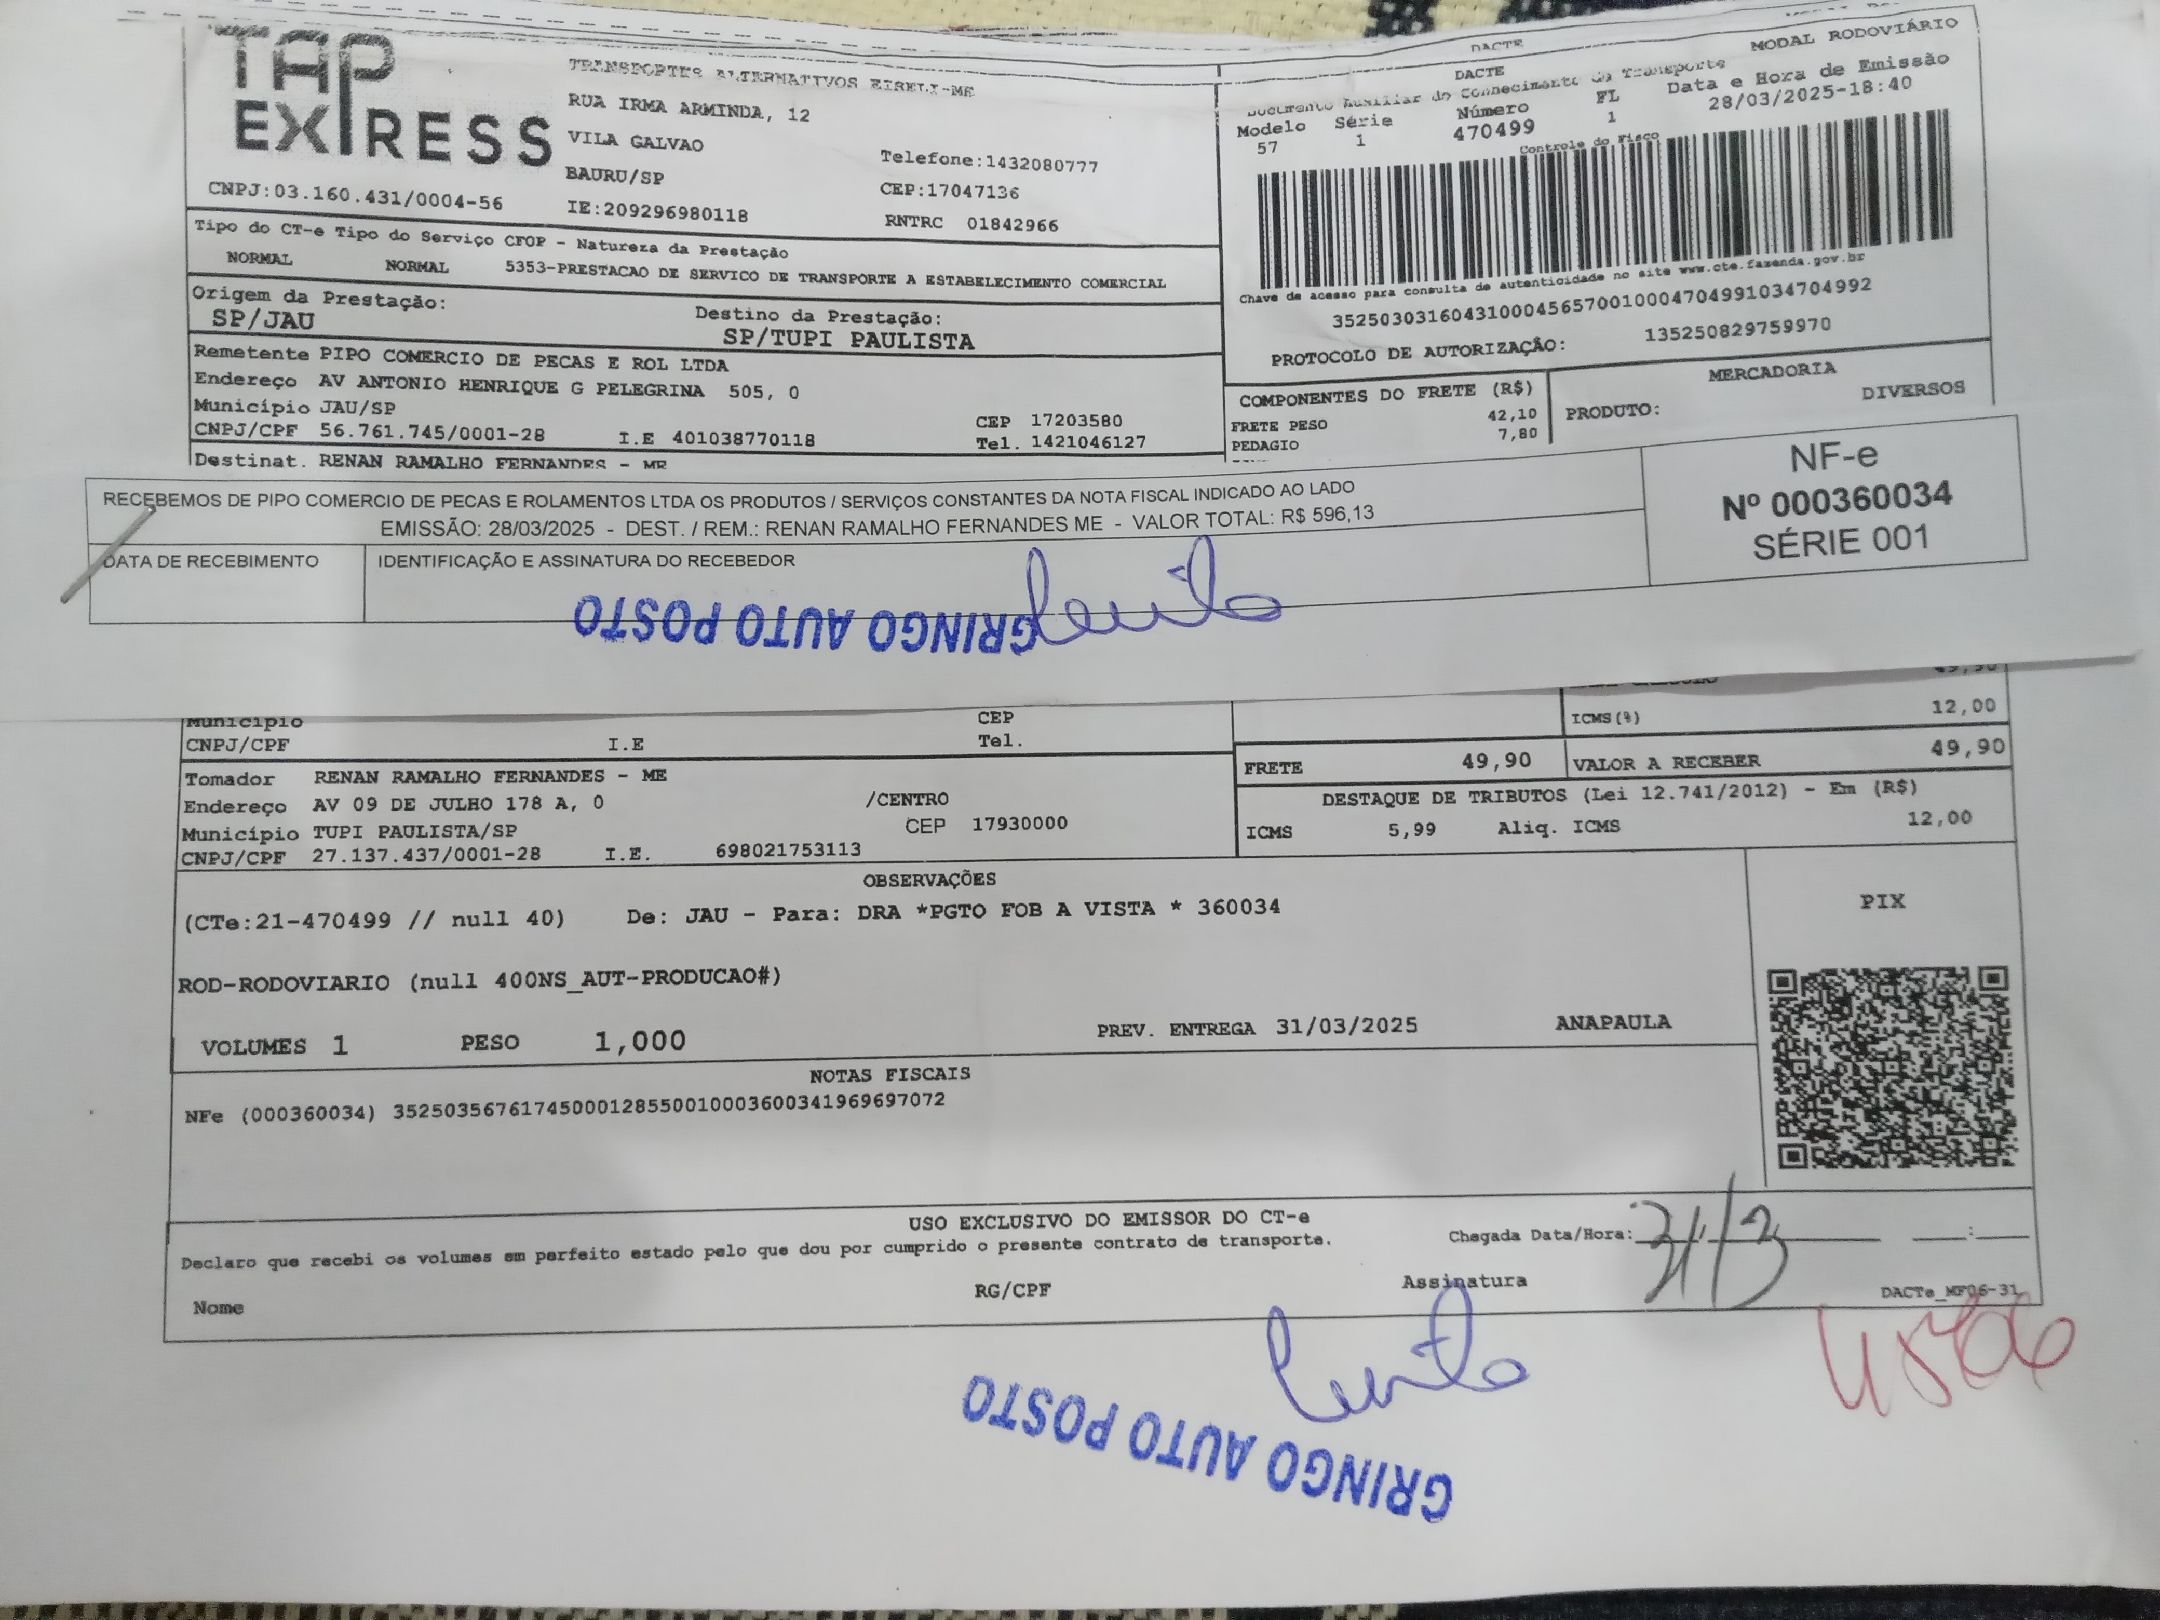 TAP EXPRESS
TRANSPORTES ALTERNATIVOS EIRELI-ME
RUA IRMA ARMINDA, 12
VILA GALVAO
Telefone:1432080777
BAURU/SP
CEP:17047136
CNPJ:03.160.431/0004-56
IE:209296980118
RNTRC 01842966
DACTE
MODAL RODOVIÁRIO
DACTE
Documento Auxiliar do Conhecimento de Transporte
Modelo Série Número FL Data e Hora de Emissão
57 1 470499 1 28/03/2025-18:40
Controle do Fisco
Chave de acesso para consulta de autenticidade no site www.cte.fazenda.gov.br
35250303160431000456570010004704991034704992
PROTOCOLO DE AUTORIZAÇÃO: 135250829759970
Tipo do CT-e Tipo do Serviço CFOP - Natureza da Prestação
NORMAL NORMAL 5353-PRESTACAO DE SERVICO DE TRANSPORTE A ESTABELECIMENTO COMERCIAL
Origem da Prestação: Destino da Prestação:
SP/JAU SP/TUPI PAULISTA
Remetente PIPO COMERCIO DE PECAS E ROL LTDA
Endereço AV ANTONIO HENRIQUE G PELEGRINA 505, 0
Município JAU/SP CEP 17203580
CNPJ/CPF 56.761.745/0001-28 I.E 401038770118 Tel. 1421046127
Destinat. RENAN RAMALHO FERNANDES - ME
COMPONENTES DO FRETE (R$)
FRETE PESO 42,10
PEDAGIO 7,80
MERCADORIA
PRODUTO: DIVERSOS
RECEBEMOS DE PIPO COMERCIO DE PECAS E ROLAMENTOS LTDA OS PRODUTOS / SERVIÇOS CONSTANTES DA NOTA FISCAL INDICADO AO LADO
EMISSÃO: 28/03/2025 - DEST. / REM.: RENAN RAMALHO FERNANDES ME - VALOR TOTAL: R$ 596,13
DATA DE RECEBIMENTO
IDENTIFICAÇÃO E ASSINATURA DO RECEBEDOR
NF-e
Nº 000360034
SÉRIE 001
GRINGO AUTO POSTO
49,90
Município CEP
CNPJ/CPF I.E Tel.
ICMS(%) 12,00
FRETE 49,90 VALOR A RECEBER 49,90
Tomador RENAN RAMALHO FERNANDES - ME
Endereço AV 09 DE JULHO 178 A, 0 /CENTRO
Município TUPI PAULISTA/SP CEP 17930000
CNPJ/CPF 27.137.437/0001-28 I.E. 698021753113
DESTAQUE DE TRIBUTOS (Lei 12.741/2012) - Em (R$)
ICMS 5,99 Aliq. ICMS 12,00
OBSERVAÇÕES
(CTe:21-470499 // null 40) De: JAU - Para: DRA *PGTO FOB A VISTA * 360034
PIX
ROD-RODOVIARIO (null 400NS_AUT-PRODUCAO#)
VOLUMES 1 PESO 1,000 PREV. ENTREGA 31/03/2025 ANAPAULA
NOTAS FISCAIS
NFe (000360034) 35250356761745000128550010003600341969697072
USO EXCLUSIVO DO EMISSOR DO CT-e
Declaro que recebi os volumes em perfeito estado pelo que dou por cumprido o presente contrato de transporte.
Chegada Data/Hora: 31/3 :
Nome RG/CPF Assinatura
DACTe_MF06-31
GRINGO AUTO POSTO